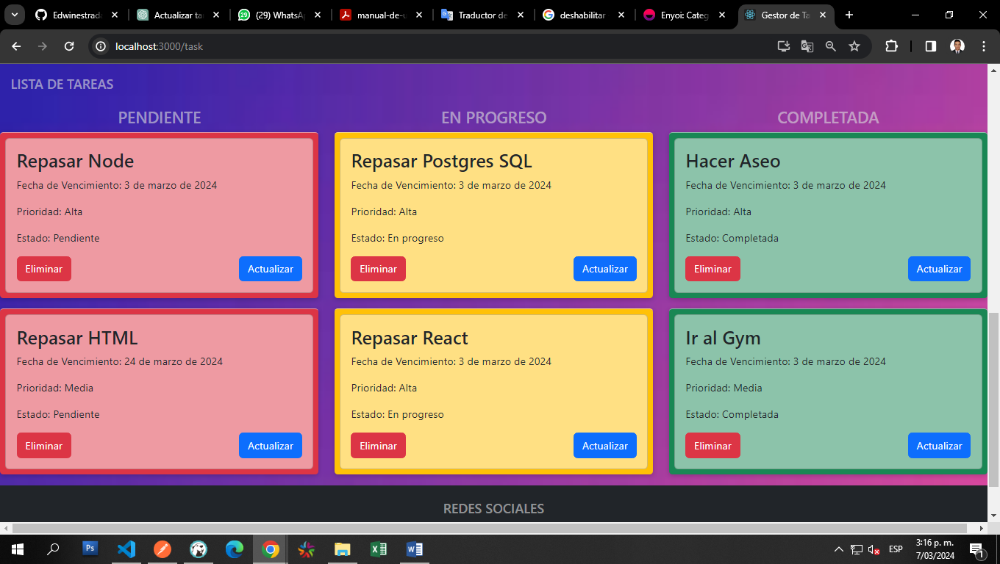 Edwinestrad
Actualizar ta
(29) WhatsA
manual-de-u
Traductor de
deshabilitar
Enyoi: Categ
Gestor de Ta
localhost:3000/task
LISTA DE TAREAS
PENDIENTE
EN PROGRESO
COMPLETADA
Repasar Node
Fecha de Vencimiento: 3 de marzo de 2024
Prioridad: Alta
Estado: Pendiente
Eliminar
Actualizar
Repasar Postgres SQL
Fecha de Vencimiento: 3 de marzo de 2024
Prioridad: Alta
Estado: En progreso
Eliminar
Actualizar
Hacer Aseo
Fecha de Vencimiento: 3 de marzo de 2024
Prioridad: Alta
Estado: Completada
Eliminar
Actualizar
Repasar HTML
Fecha de Vencimiento: 24 de marzo de 2024
Prioridad: Media
Estado: Pendiente
Eliminar
Actualizar
Repasar React
Fecha de Vencimiento: 3 de marzo de 2024
Prioridad: Alta
Estado: En progreso
Eliminar
Actualizar
Ir al Gym
Fecha de Vencimiento: 3 de marzo de 2024
Prioridad: Media
Estado: Completada
Eliminar
Actualizar
REDES SOCIALES
Ps
ESP
3:16 p. m.
7/03/2024
1